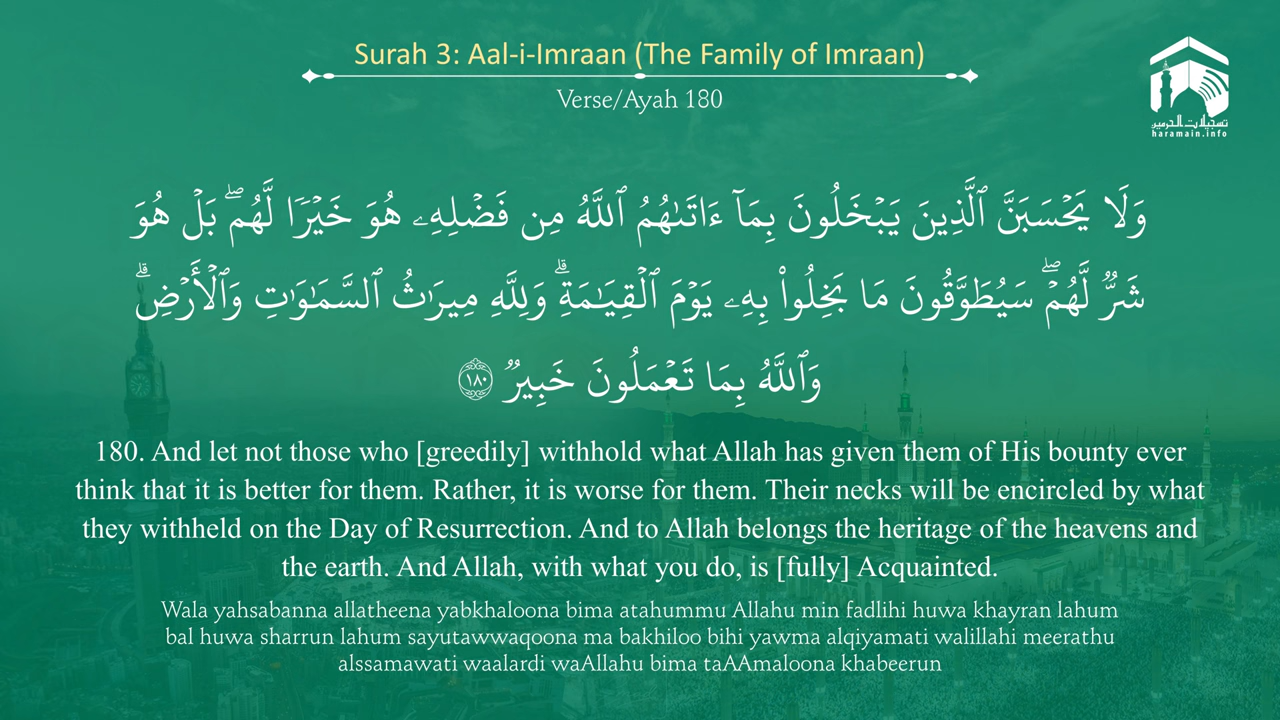 Surah 3: Aal-i-Imraan (The Family of Imraan)
Verse/Ayah 180
تسجيلات الحرمين
haramain.info
وَلَا يَحۡسَبَنَّ ٱلَّذِينَ يَبۡخَلُونَ بِمَآ ءَاتَىٰهُمُ ٱللَّهُ مِن فَضۡلِهِۦ هُوَ خَيۡرٗا لَّهُمۖ بَلۡ هُوَ
شَرّٞ لَّهُمۡۖ سَيُطَوَّقُونَ مَا بَخِلُواْ بِهِۦ يَوۡمَ ٱلۡقِيَٰمَةِۗ وَلِلَّهِ مِيرَٰثُ ٱلسَّمَٰوَٰتِ وَٱلۡأَرۡضِۗ
وَٱللَّهُ بِمَا تَعۡمَلُونَ خَبِيرٞ ١٨٠
180. And let not those who [greedily] withhold what Allah has given them of His bounty ever
think that it is better for them. Rather, it is worse for them. Their necks will be encircled by what
they withheld on the Day of Resurrection. And to Allah belongs the heritage of the heavens and
the earth. And Allah, with what you do, is [fully] Acquainted.
Wala yahsabanna allatheena yabkhaloona bima atahummu Allahu min fadlihi huwa khayran lahum
bal huwa sharrun lahum sayutawwaqoona ma bakhiloo bihi yawma alqiyamati walillahi meerathu
alssamawati waalardi waAllahu bima taAAmaloona khabeerun